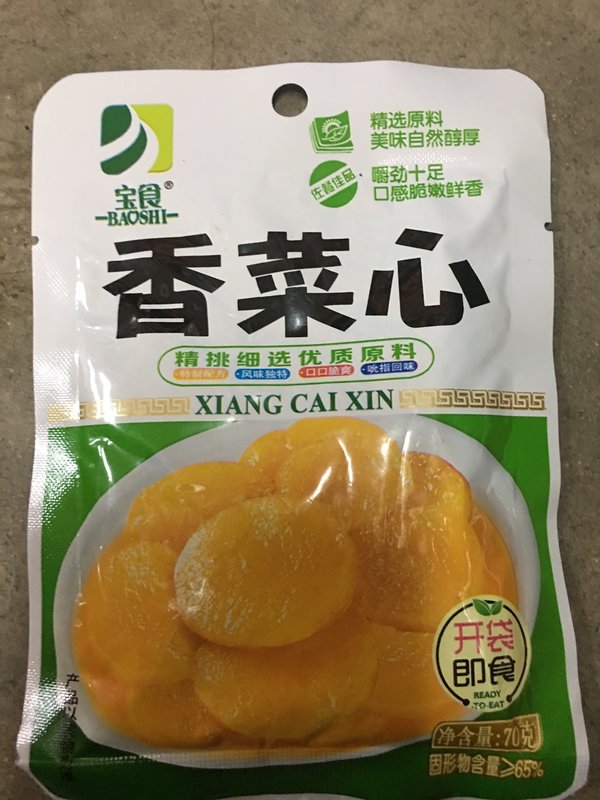 宝食®
BAOSHI
精选原料
美味自然醇厚
佐餐佳品
嚼劲十足
口感脆嫩鲜香
香菜心
精挑细选优质原料
·特制配方 ·风味独特 ·口口脆爽 ·吮指回味
XIANG CAI XIN
开袋
即食
READY
TO EAT
净含量:70克
固形物含量≥65%
产品以